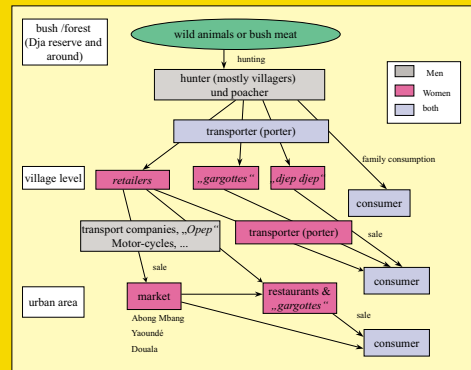 bush /forest
(Dja reserve and
around)
wild animals or bush meat
hunting
hunter (mostly villagers)
und poacher
Men
Women
both
transporter (porter)
family consumption
village level
retailers
„gargottes“
„djep djep“
consumer
transport companies, „Opep“
Motor-cycles, ...
transporter (porter)
sale
sale
consumer
urban area
market
restaurants &
„gargottes“
Abong Mbang
Yaoundé
Douala
sale
consumer